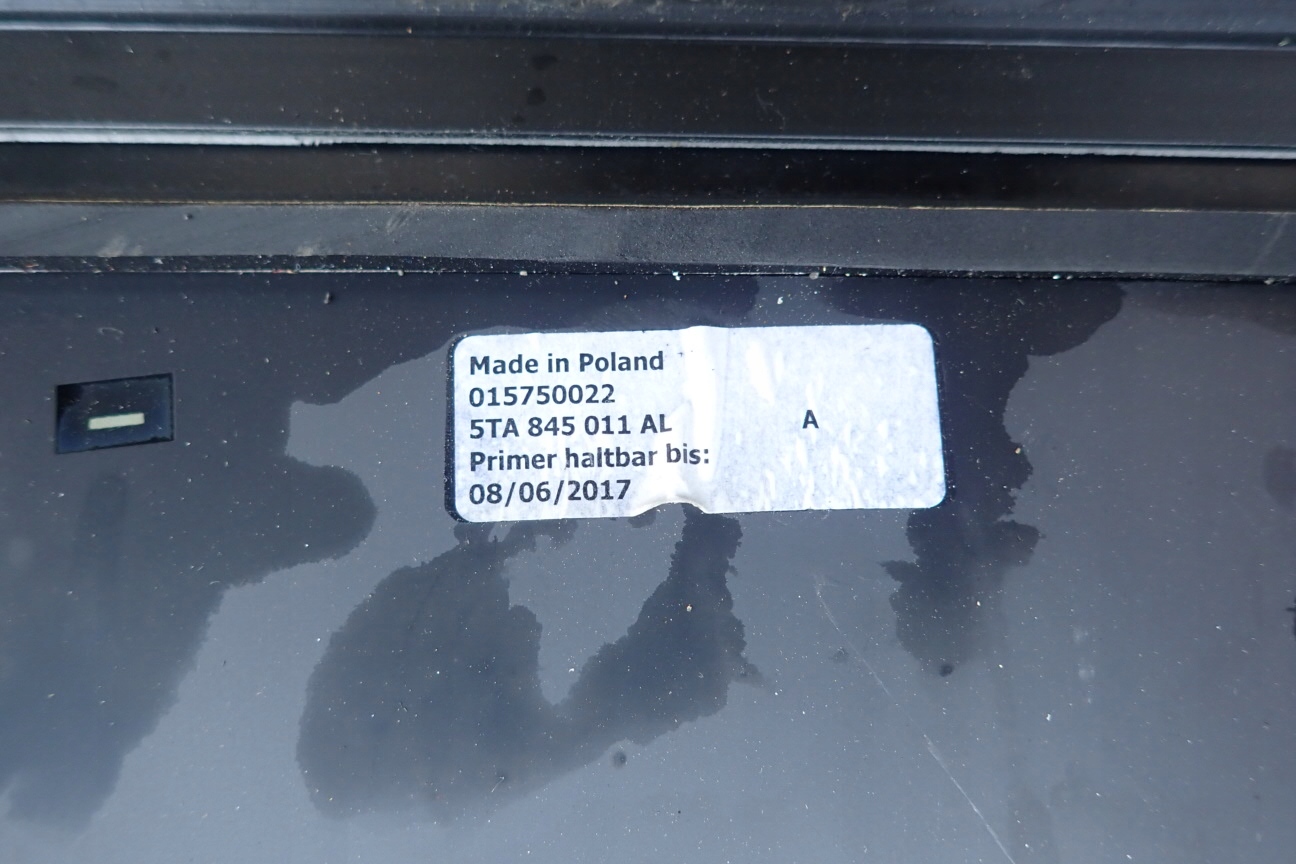 Made in Poland
015750022
5TA 845 011 AL
A
Primer haltbar bis:
08/06/2017